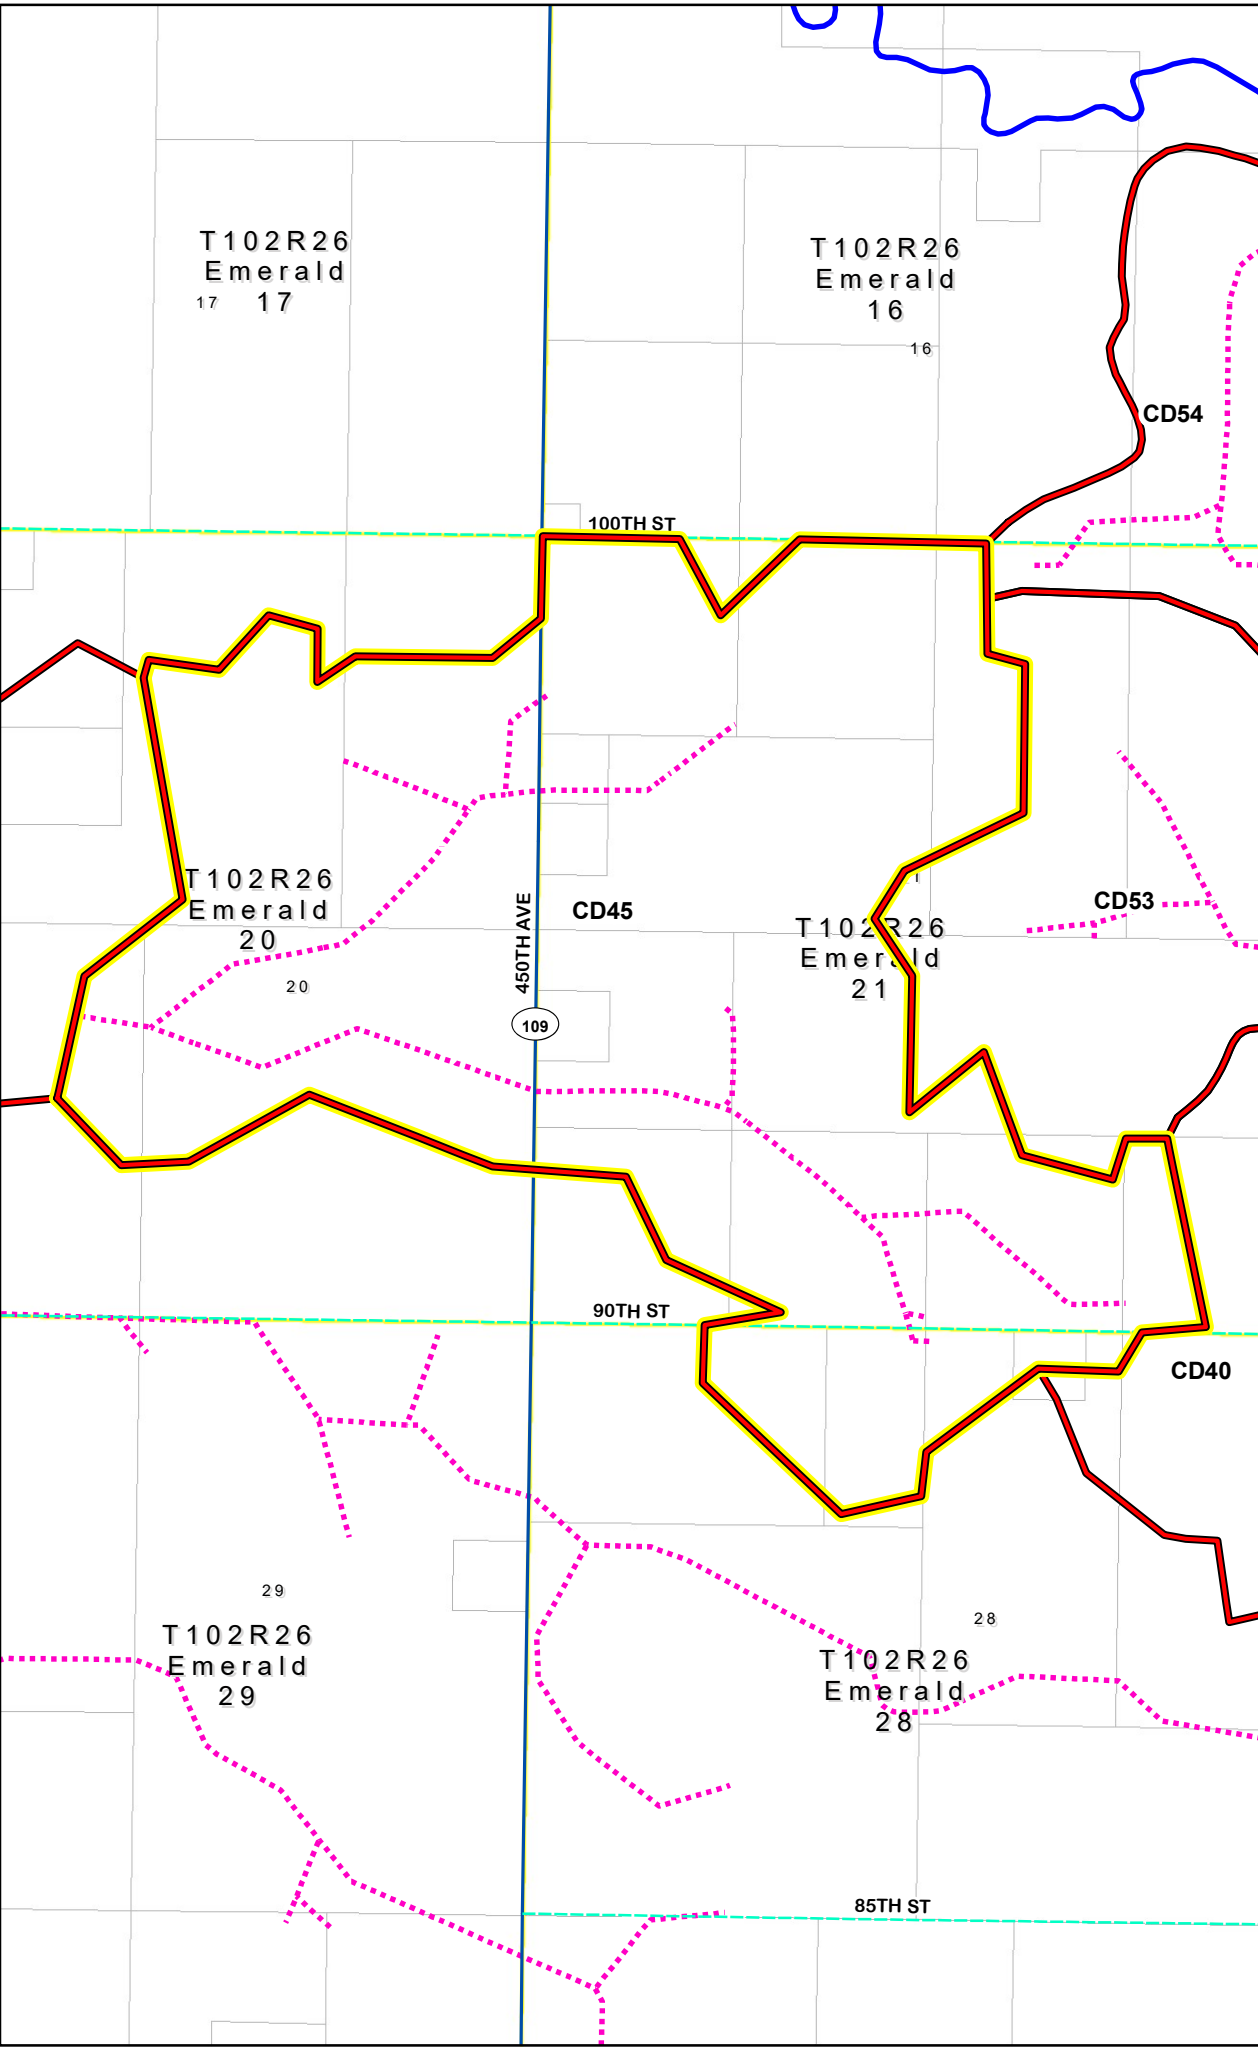 T102R26
Emerald
17
17
T102R26
Emerald
16
16
CD54
100TH ST
T102R26
Emerald
20
20
450TH AVE
CD45
109
T102R26
Emerald
21
CD53
90TH ST
CD40
29
T102R26
Emerald
29
28
T102R26
Emerald
28
85TH ST